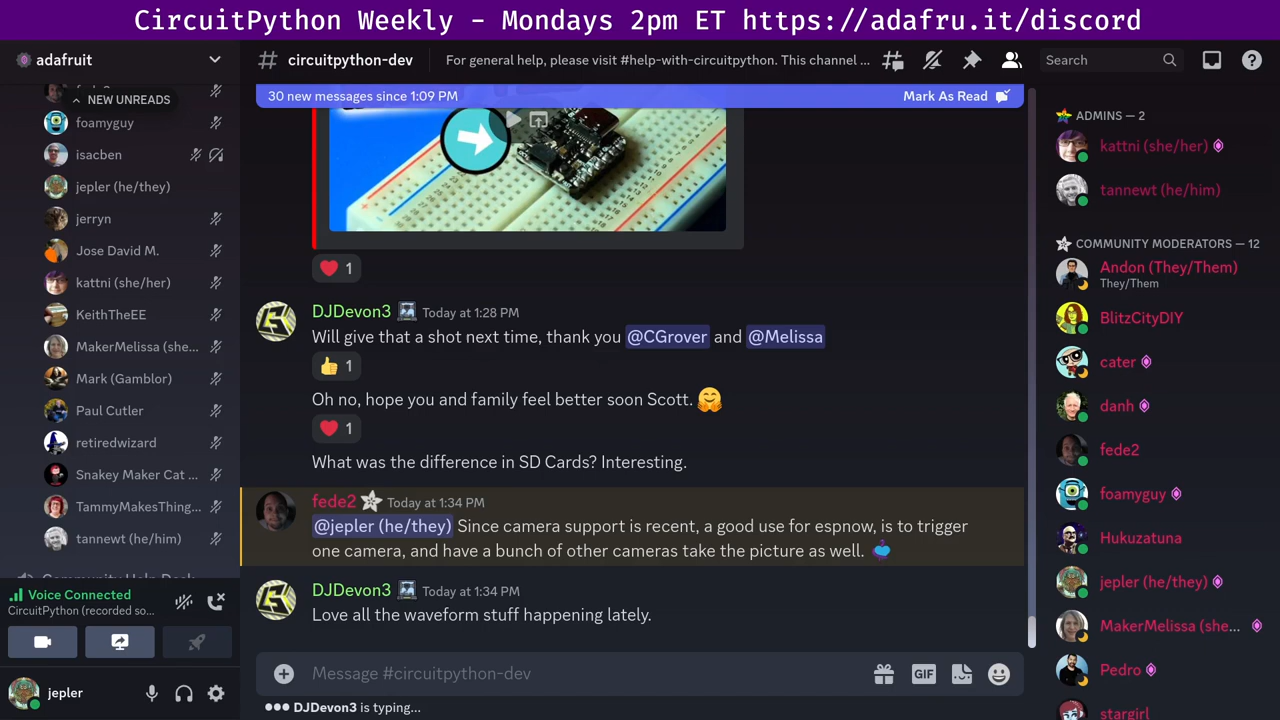 CircuitPython Weekly - Mondays 2pm ET https://adafru.it/discord
adafruit
NEW UNREADS
foamyguy
isacben
jepler (he/they)
jerryn
Jose David M.
kattni (she/her)
KeithTheEE
MakerMelissa (she...
Mark (Gamblor)
Paul Cutler
retiredwizard
Snakey Maker Cat ...
TammyMakesThing...
tannewt (he/him)
Community Help Desk
Voice Connected
CircuitPython (recorded so...
jepler
circuitpython-dev
For general help, please visit #help-with-circuitpython. This channel ...
Search
30 new messages since 1:09 PM
Mark As Read
1
DJDevon3 Today at 1:28 PM
Will give that a shot next time, thank you @CGrover and @Melissa
1
Oh no, hope you and family feel better soon Scott.
1
What was the difference in SD Cards? Interesting.
fede2 Today at 1:34 PM
@jepler (he/they) Since camera support is recent, a good use for espnow, is to trigger
one camera, and have a bunch of other cameras take the picture as well.
DJDevon3 Today at 1:34 PM
Love all the waveform stuff happening lately.
Message #circuitpython-dev
GIF
DJDevon3 is typing...
ADMINS — 2
kattni (she/her)
tannewt (he/him)
COMMUNITY MODERATORS — 12
Andon (They/Them)
They/Them
BlitzCityDIY
cater
danh
fede2
foamyguy
Hukuzatuna
jepler (he/they)
MakerMelissa (she...
Pedro
stargirl